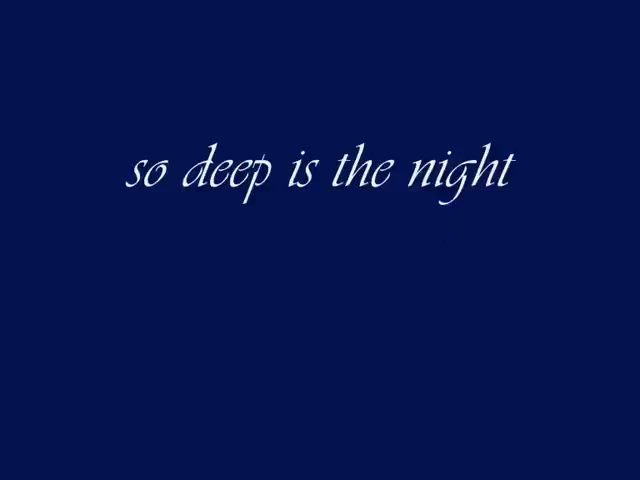 so deep is the night